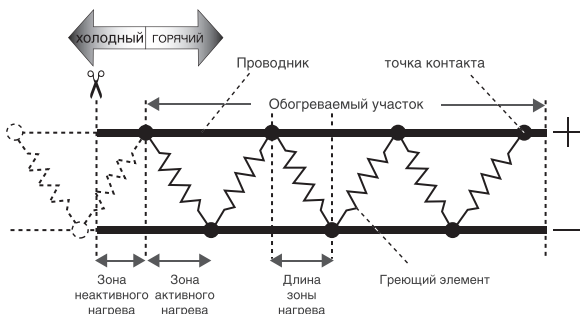 ХОЛОДНЫЙ ГОРЯЧИЙ
Проводник
точка контакта
Обогреваемый участок
+
—
Зона
неактивного
нагрева
Зона
активного
нагрева
Длина
зоны
нагрева
Греющий элемент